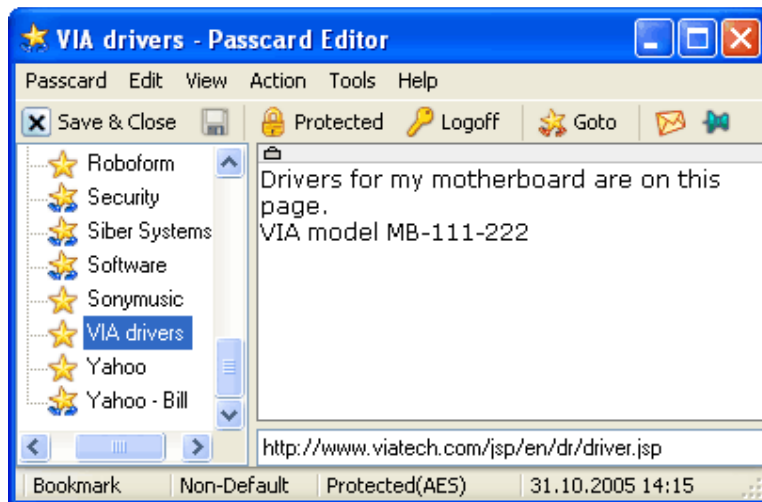 VIA drivers - Passcard Editor
Passcard Edit View Action Tools Help
Save & Close Protected Logoff Goto
Roboform
Security
Siber Systems
Software
Sonymusic
VIA drivers
Yahoo
Yahoo - Bill
Drivers for my motherboard are on this
page.
VIA model MB-111-222
http://www.viatech.com/jsp/en/dr/driver.jsp
Bookmark Non-Default Protected(AES) 31.10.2005 14:15